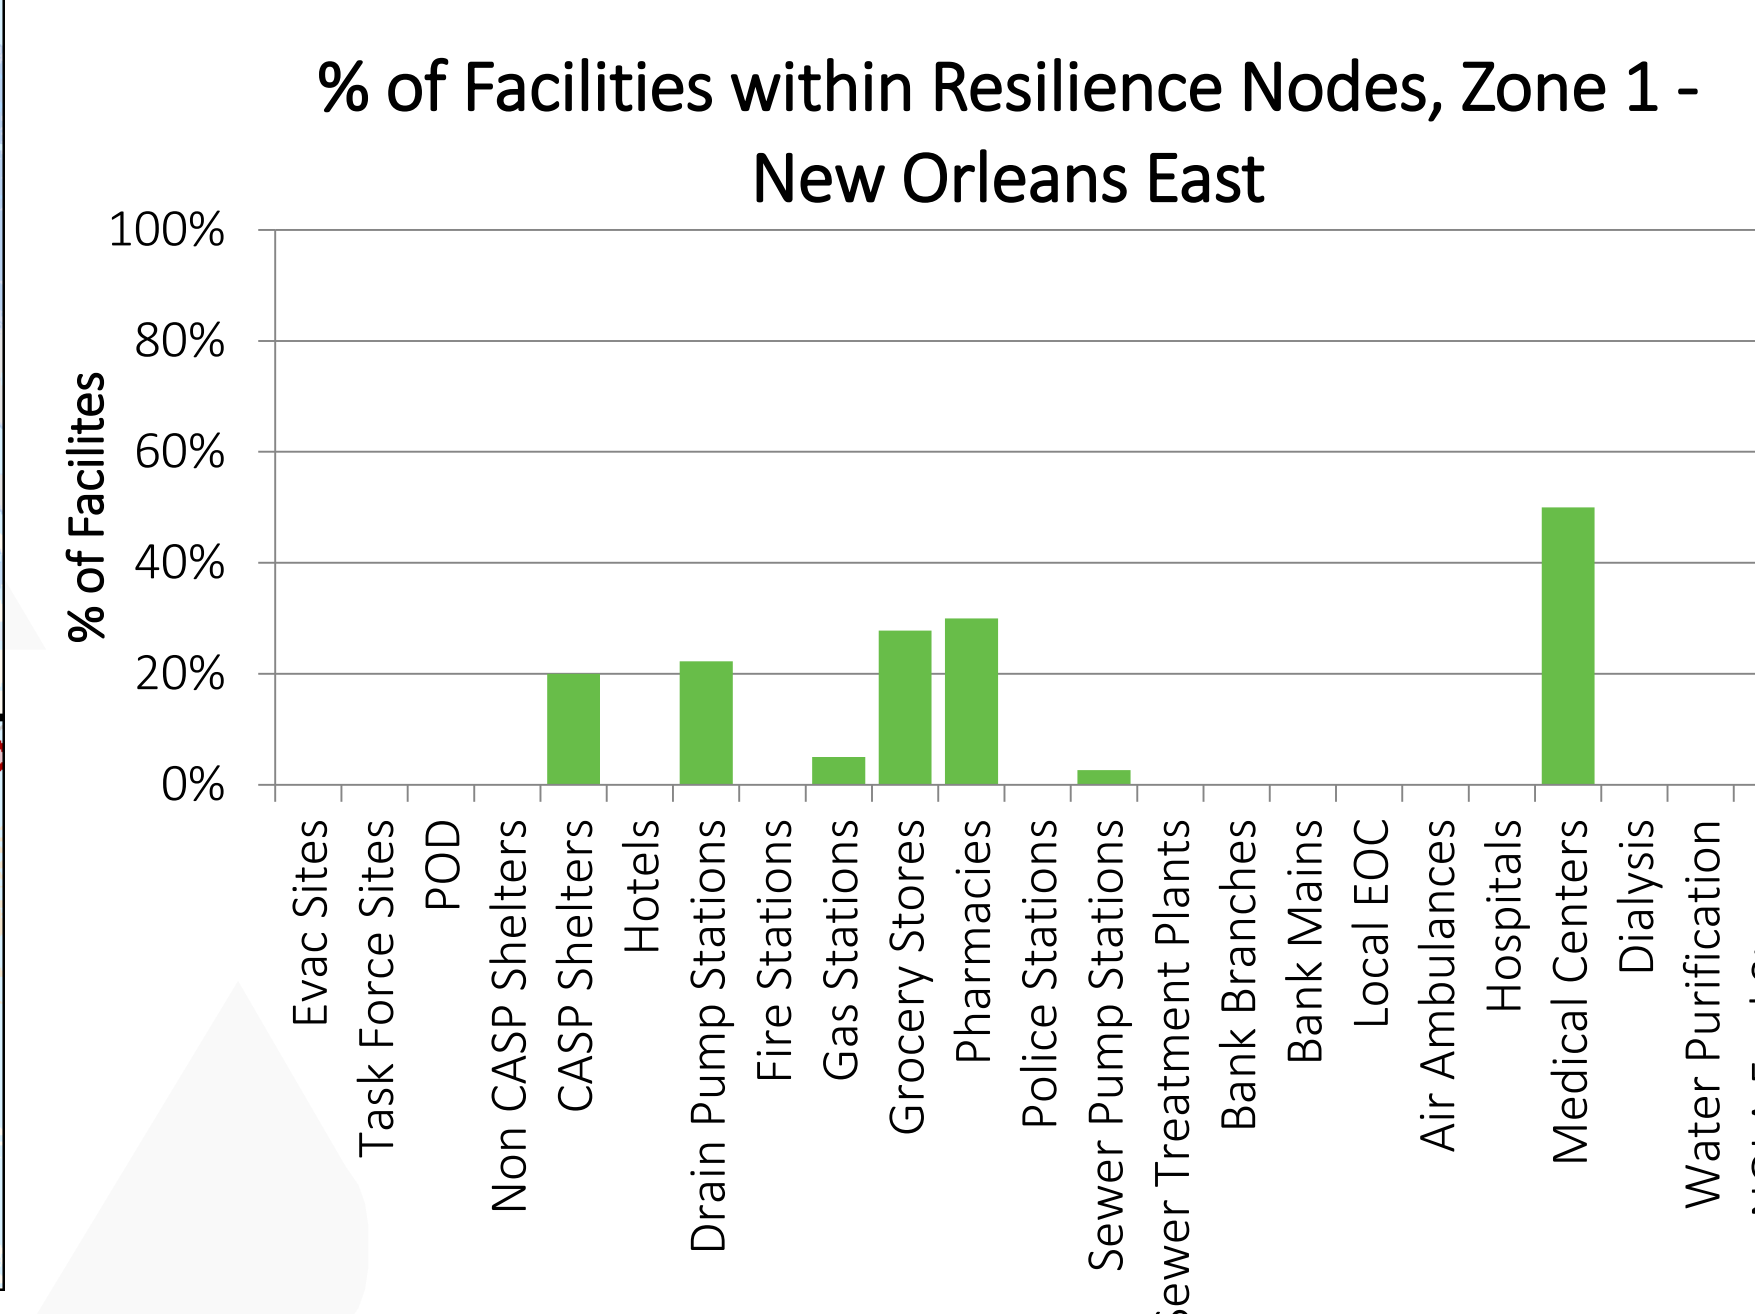 % of Facilities within Resilience Nodes, Zone 1 -
New Orleans East
100%
80%
60%
40%
20%
0%
% of Facilites
Evac Sites
Task Force Sites
POD
Non CASP Shelters
CASP Shelters
Hotels
Drain Pump Stations
Fire Stations
Gas Stations
Grocery Stores
Pharmacies
Police Stations
Sewer Pump Stations
Sewer Treatment Plants
Bank Branches
Bank Mains
Local EOC
Air Ambulances
Hospitals
Medical Centers
Dialysis
Water Purification